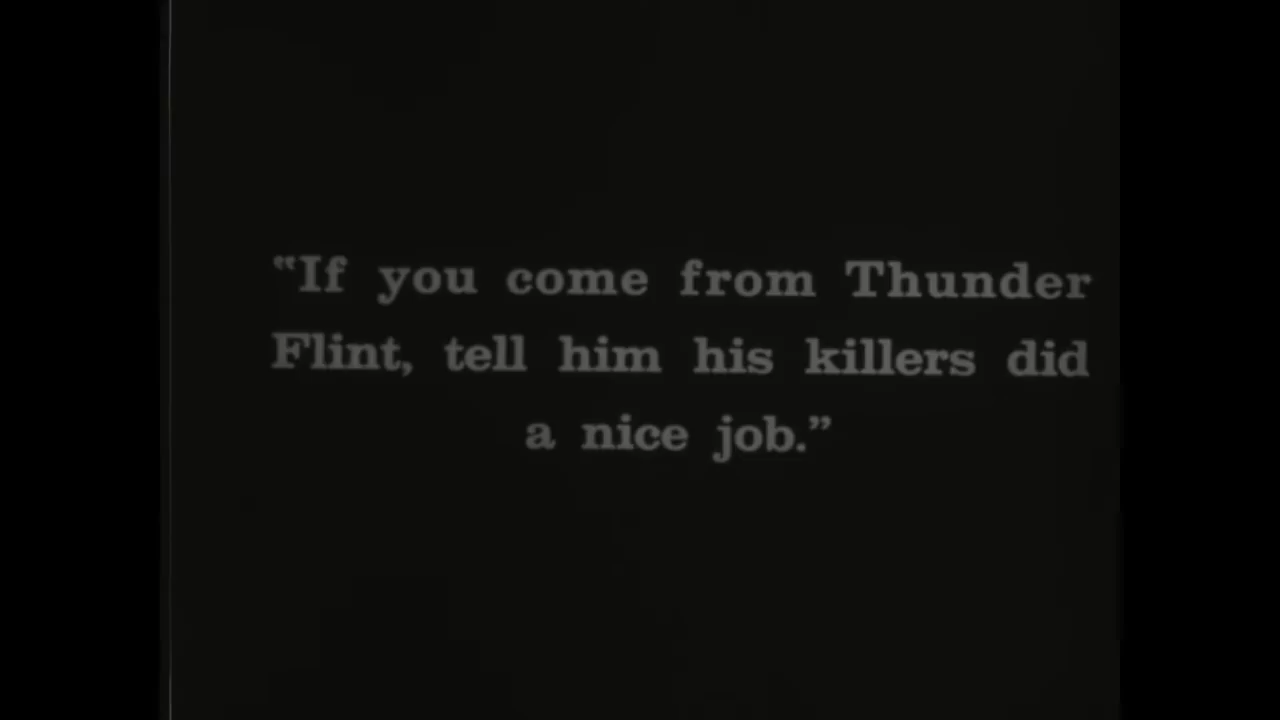 “If you come from Thunder
Flint, tell him his killers did
a nice job.”